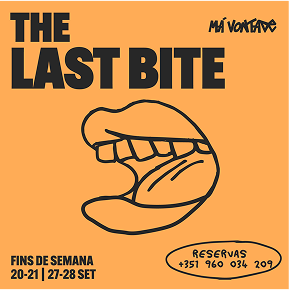 THE
LAST BITE
MÁ VONTADE
FINS DE SEMANA
20-21 | 27-28 SET
RESERVAS
+351 960 034 209